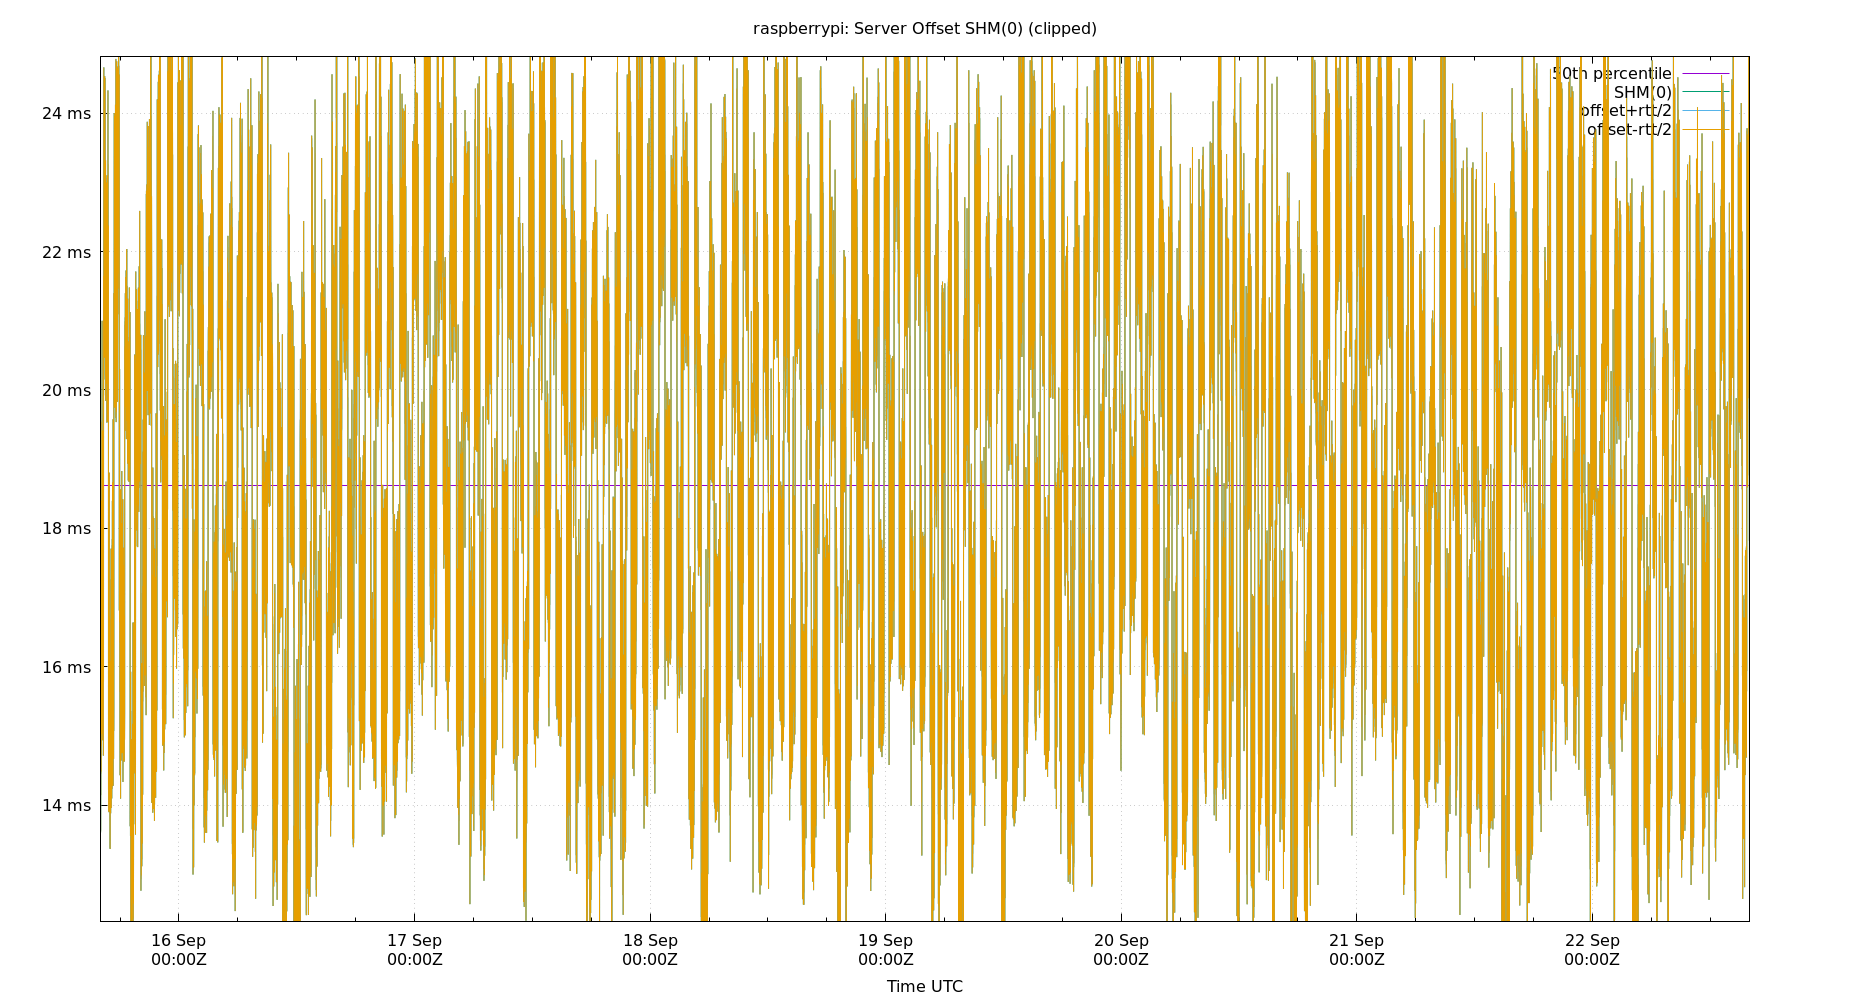 raspberrypi: Server Offset SHM(0) (clipped)
50th percentile
SHM(0)
offset+rtt/2
offset-rtt/2
24 ms
22 ms
20 ms
18 ms
16 ms
14 ms
16 Sep 17 Sep 18 Sep 19 Sep 20 Sep 21 Sep 22 Sep
00:00Z 00:00Z 00:00Z 00:00Z 00:00Z 00:00Z 00:00Z
Time UTC